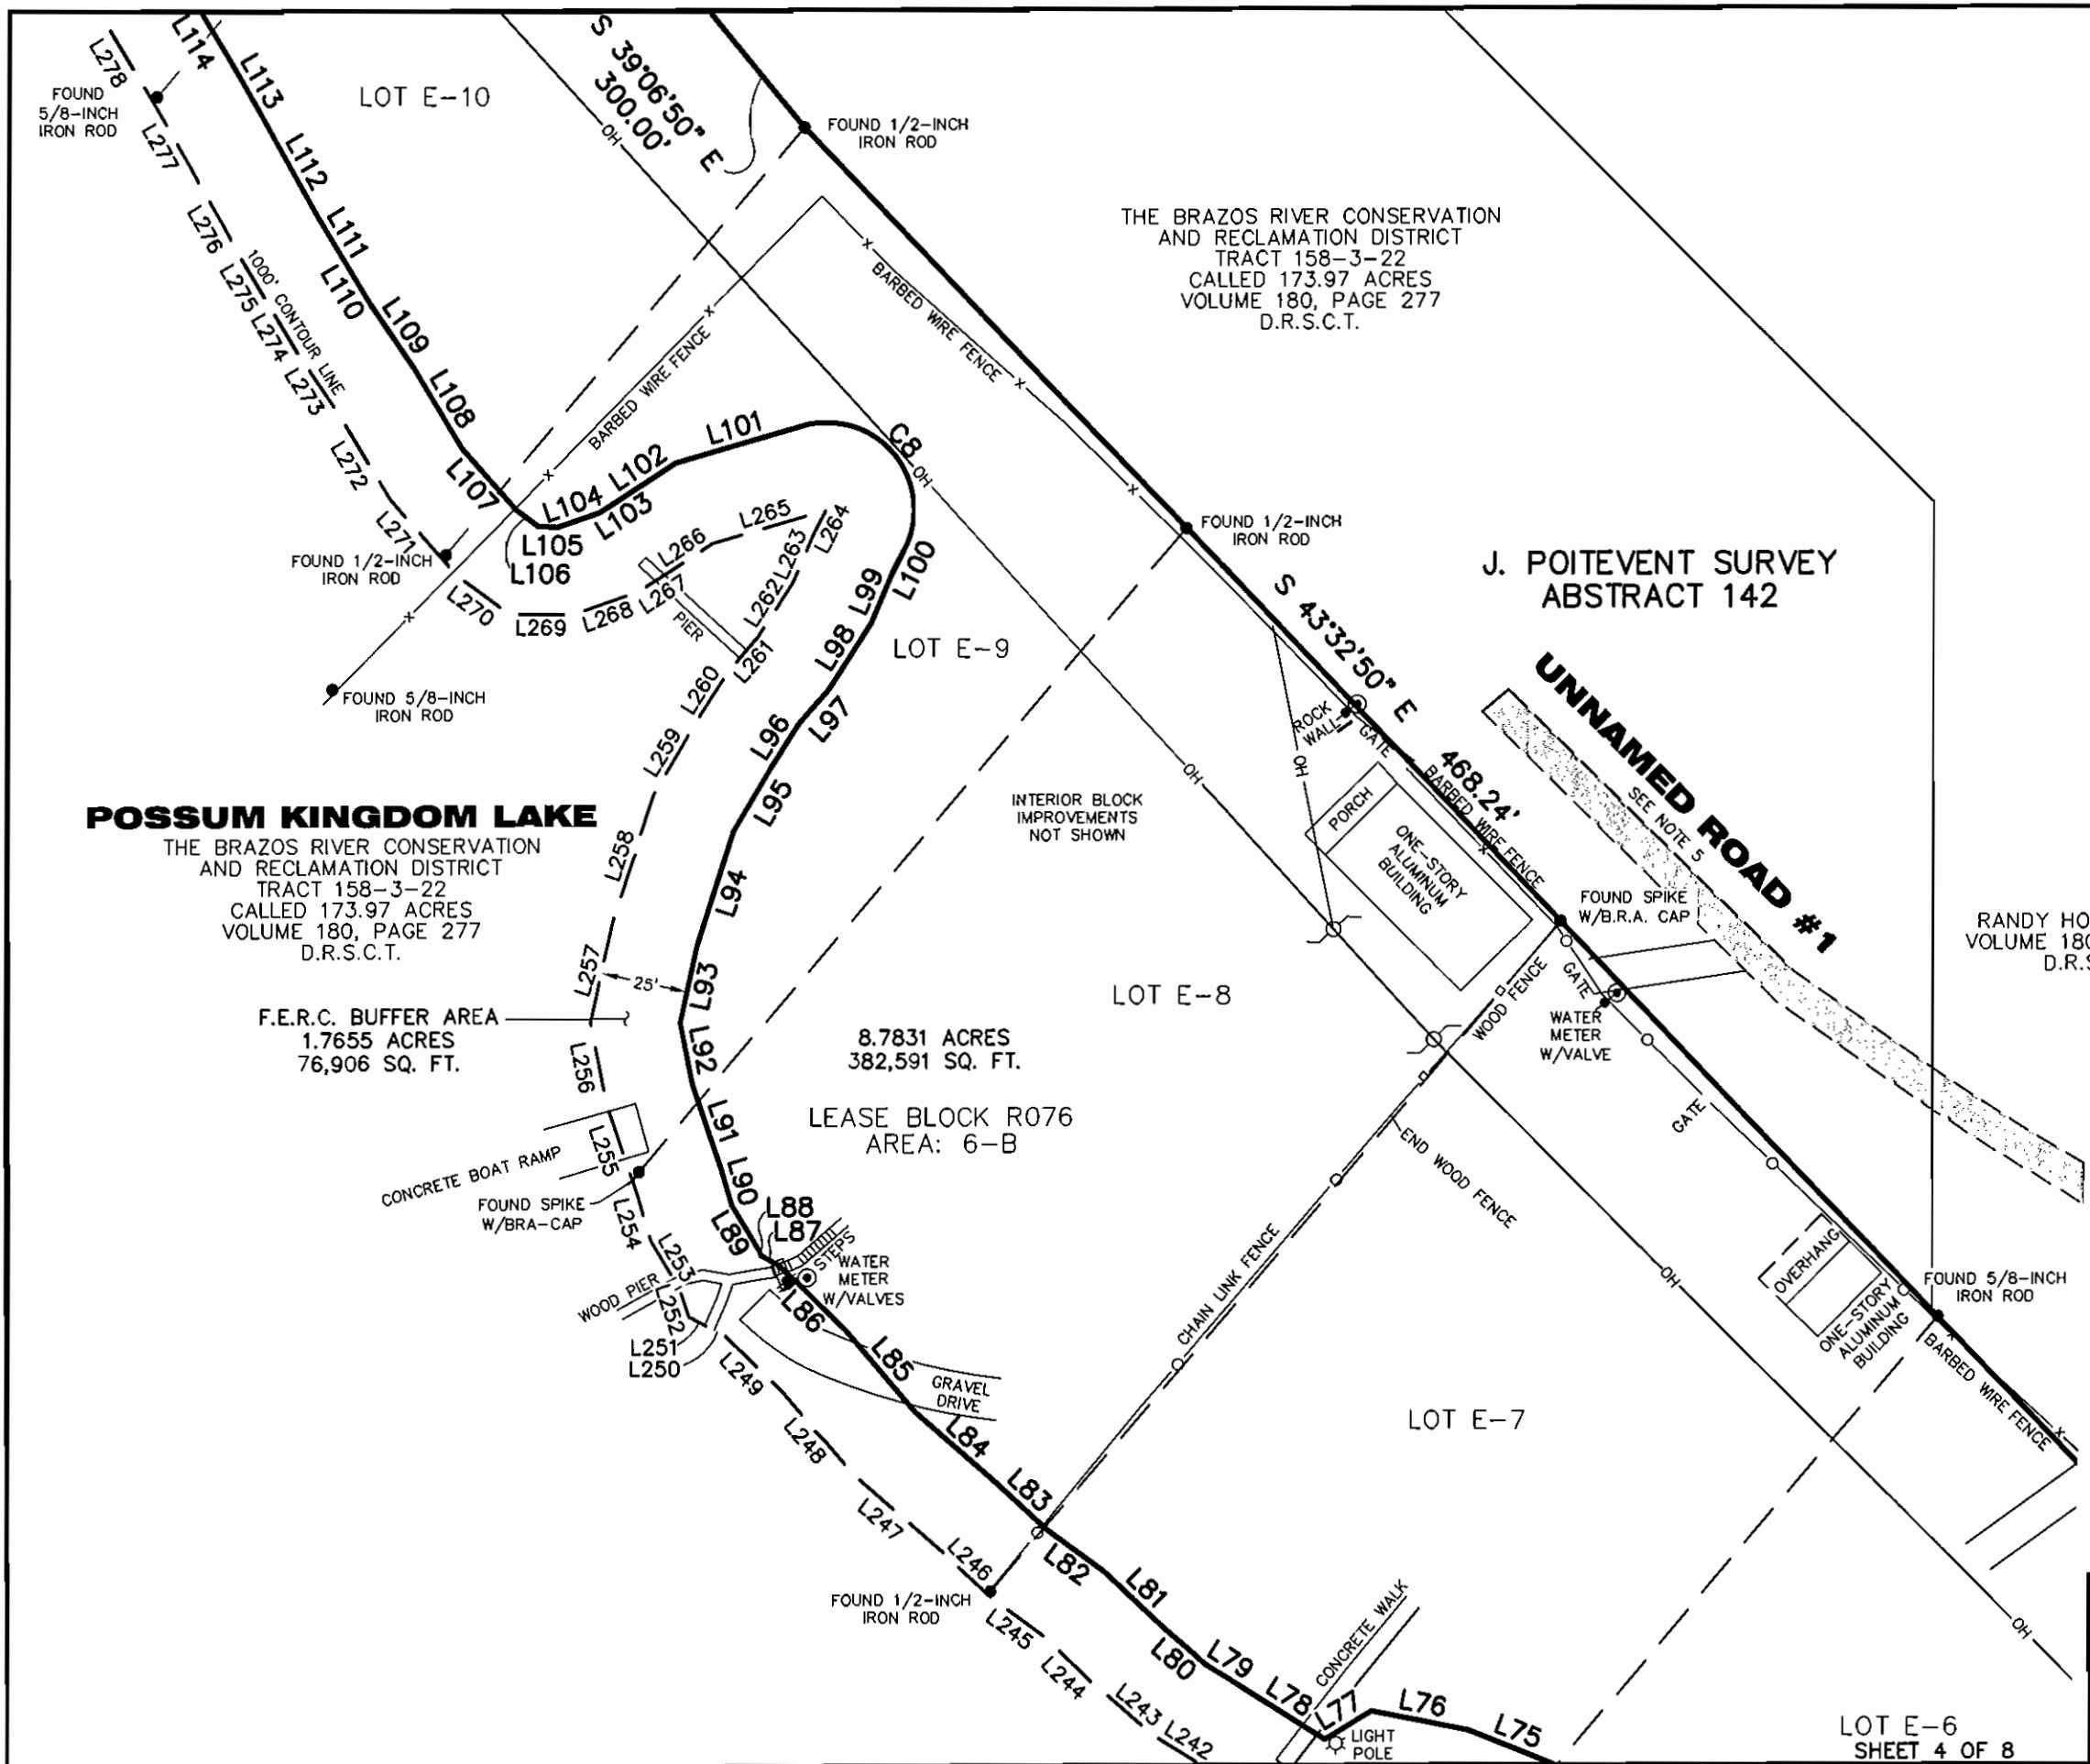 L114
L278
L113
FOUND
5/8-INCH
IRON ROD
LOT E-10
S 39°06'50" E
300.00'
OH
FOUND 1/2-INCH
IRON ROD
L277
L112
L276
L111
L275
L110
L274
L273
1000' CONTOUR LINE
L109
L108
L272
L107
L271
BARBED WIRE FENCE
BARBED WIRE FENCE
THE BRAZOS RIVER CONSERVATION
AND RECLAMATION DISTRICT
TRACT 158-3-22
CALLED 173.97 ACRES
VOLUME 180, PAGE 277
D.R.S.C.T.
L101
C8
OH
L102
L103
L104
L105
L106
FOUND 1/2-INCH
IRON ROD
L270
L269
L268
L267
L266
L265
L264
L263
L262
L261
PIER
L100
L99
L98
L97
L96
L95
LOT E-9
FOUND 1/2-INCH
IRON ROD
J. POITEVENT SURVEY
ABSTRACT 142
S 43°32'50" E
468.24'
FOUND 5/8-INCH
IRON ROD
L260
L259
L258
L257
L256
L255
L254
L253
L252
L251
L250
POSSUM KINGDOM LAKE
THE BRAZOS RIVER CONSERVATION
AND RECLAMATION DISTRICT
TRACT 158-3-22
CALLED 173.97 ACRES
VOLUME 180, PAGE 277
D.R.S.C.T.
F.E.R.C. BUFFER AREA
1.7655 ACRES
76,906 SQ. FT.
25'
L94
L93
L92
L91
L90
L89
L88
L87
INTERIOR BLOCK
IMPROVEMENTS
NOT SHOWN
OH
OH
ROCK
WALL
GATE
BARBED WIRE FENCE
PORCH
ONE-STORY
ALUMINUM
BUILDING
UNNAMED ROAD #1
SEE NOTE 5
FOUND SPIKE
W/B.R.A. CAP
RANDY HO
VOLUME 180
D.R.S
LOT E-8
8.7831 ACRES
382,591 SQ. FT.
LEASE BLOCK R076
AREA: 6-B
WOOD FENCE
GATE
WATER
METER
W/VALVE
GATE
END WOOD FENCE
CHAIN LINK FENCE
CONCRETE BOAT RAMP
FOUND SPIKE
W/BRA-CAP
WOOD PIER
STEPS
WATER
METER
W/VALVES
L86
L85
GRAVEL
DRIVE
L84
L83
L249
L248
L247
L246
FOUND 1/2-INCH
IRON ROD
L245
L244
L243
L242
L82
L81
L80
L79
L78
L77
L76
L75
CONCRETE WALK
LIGHT
POLE
LOT E-7
OH
OVERHANG
ONE-STORY
ALUMINUM
BUILDING
FOUND 5/8-INCH
IRON ROD
BARBED WIRE FENCE
OH
LOT E-6
SHEET 4 OF 8